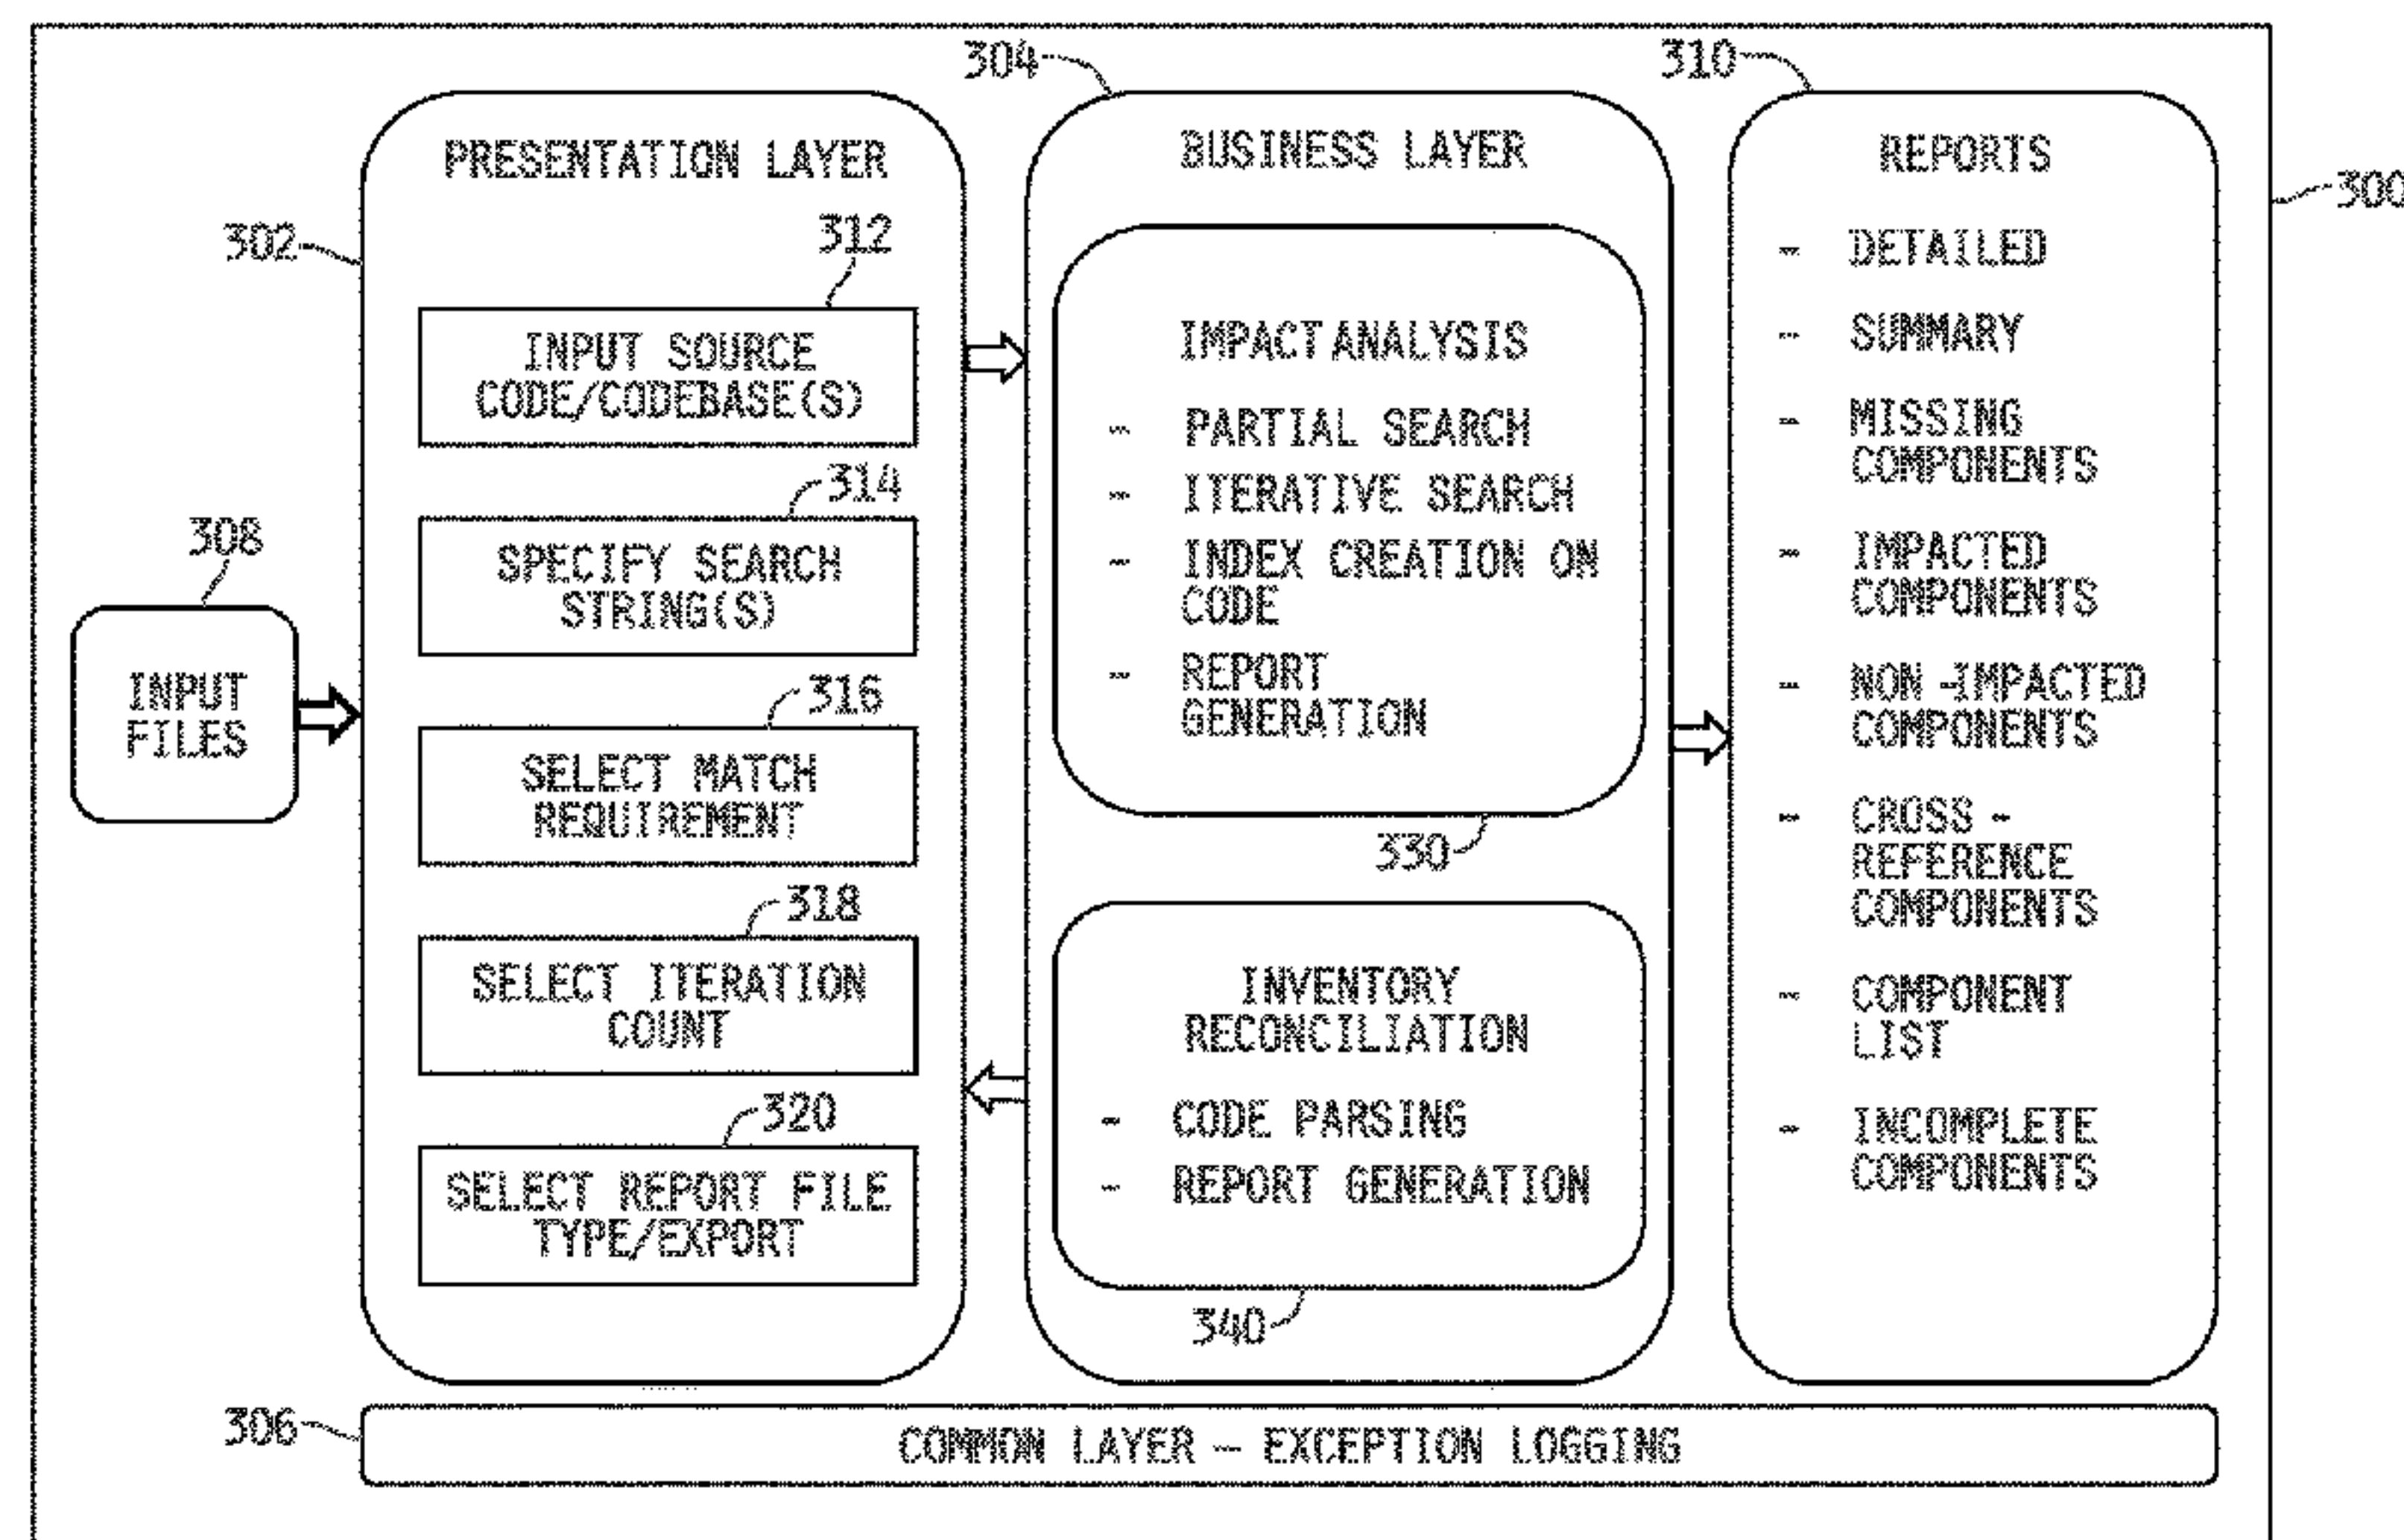 304
310
300
PRESENTATION LAYER
302
312
INPUT SOURCE
CODE/CODEBASE(S)
314
SPECIFY SEARCH
STRING(S)
308
INPUT
FILES
316
SELECT MATCH
REQUIREMENT
318
SELECT ITERATION
COUNT
320
SELECT REPORT FILE
TYPE/EXPORT
BUSINESS LAYER
IMPACT ANALYSIS
- PARTIAL SEARCH
- ITERATIVE SEARCH
- INDEX CREATION ON
CODE
- REPORT
GENERATION
330
INVENTORY
RECONCILIATION
- CODE PARSING
- REPORT GENERATION
340
REPORTS
- DETAILED
- SUMMARY
- MISSING
COMPONENTS
- IMPACTED
COMPONENTS
- NON-IMPACTED
COMPONENTS
- CROSS-
REFERENCE
COMPONENTS
- COMPONENT
LIST
- INCOMPLETE
COMPONENTS
306
COMMON LAYER - EXCEPTION LOGGING